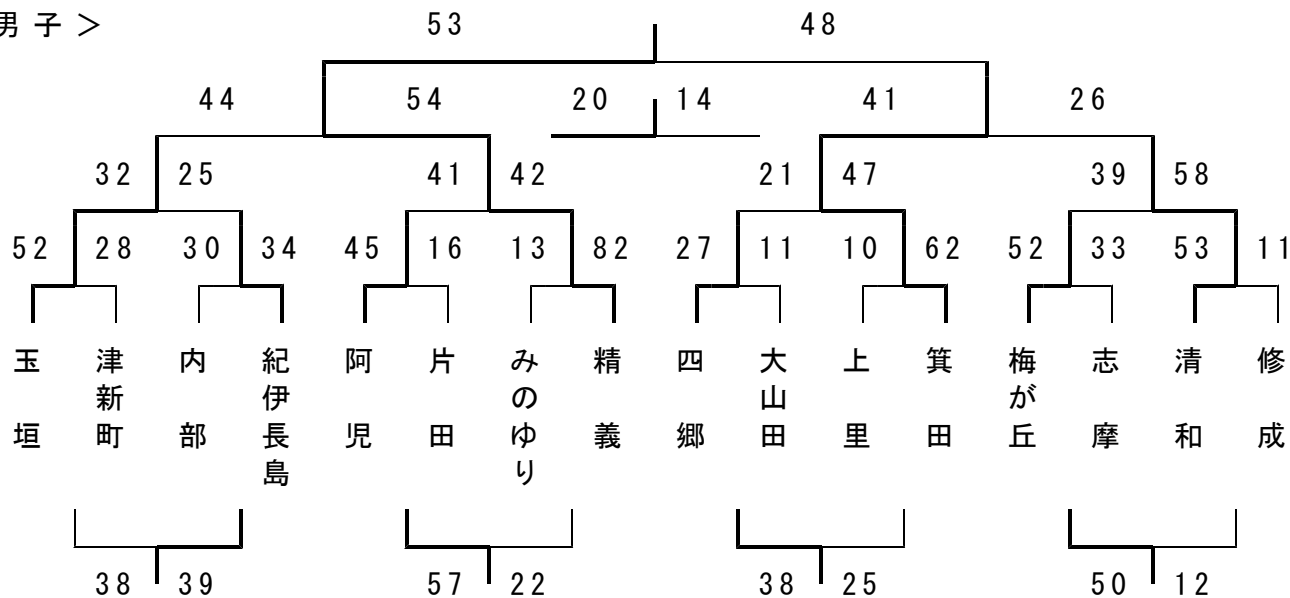 男子＞
53 48
44 54 20 14 41 26
32 25 41 42 21 47 39 58
52 28 30 34 45 16 13 82 27 11 10 62 52 33 53 11
玉垣
津新町
内部
紀伊長島
阿児
片田
みのゆり
精義
四郷
大山田
上里
箕田
梅が丘
志摩
清和
修成
38 39 57 22 38 25 50 12